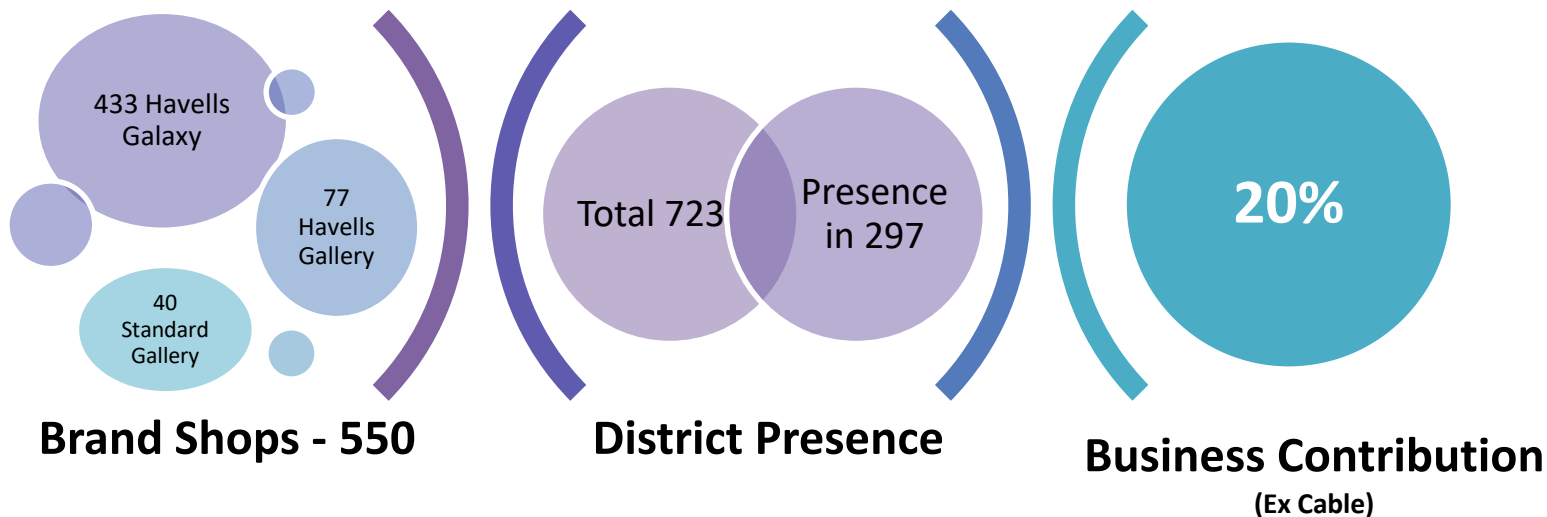 433 Havells
Galaxy
77
Havells
Gallery
40
Standard
Gallery
Brand Shops - 550
Total 723
Presence
in 297
District Presence
20%
Business Contribution
(Ex Cable)